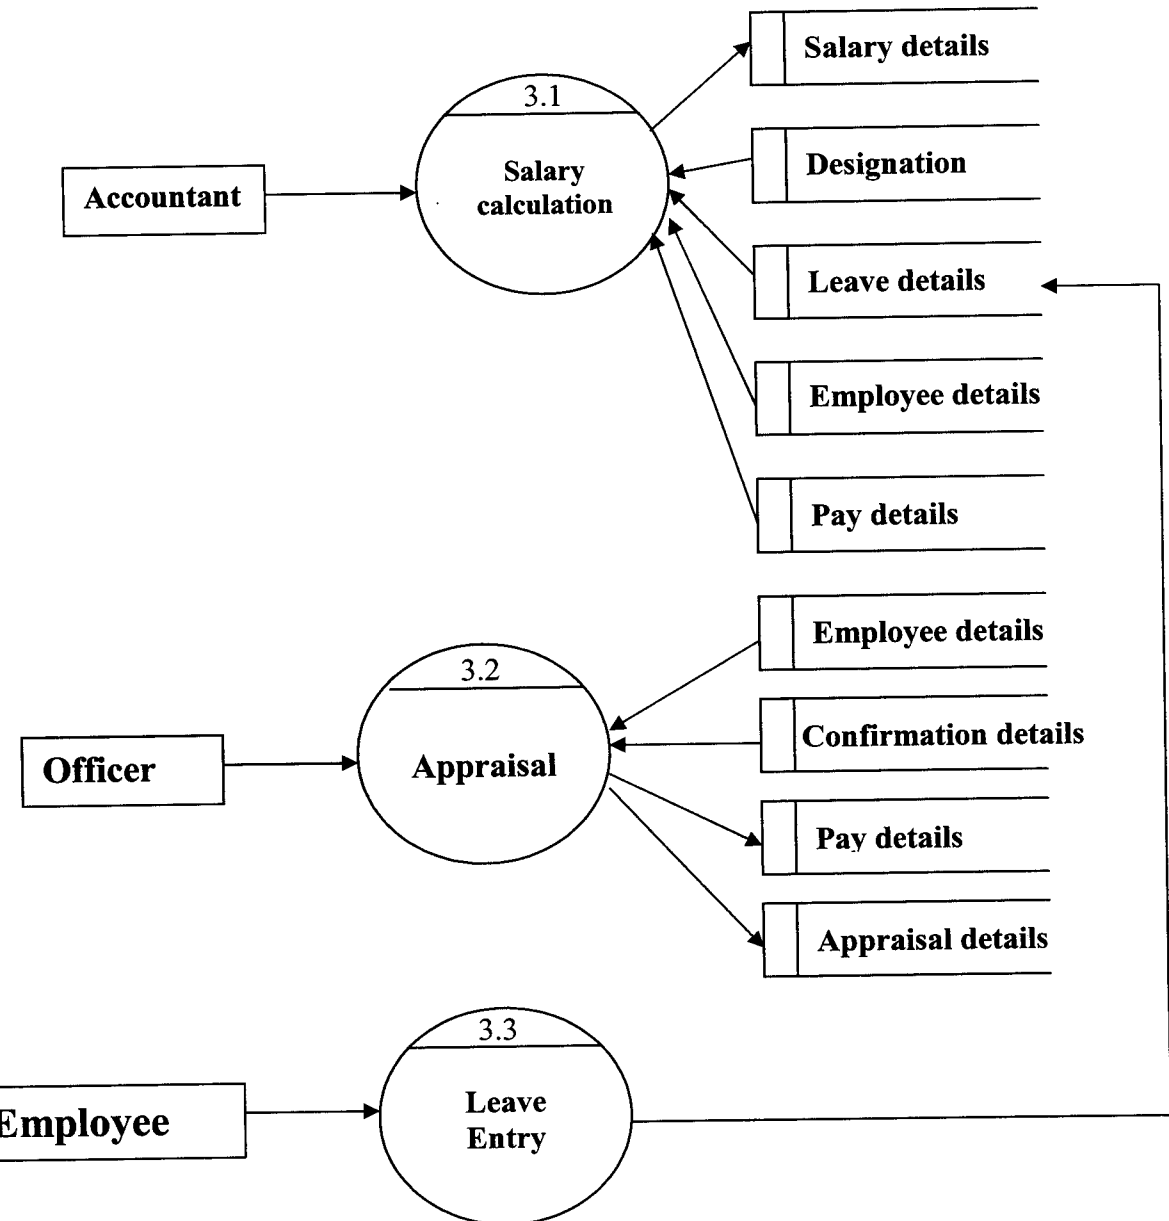 Salary details
3.1
Designation
Accountant
Salary
calculation
Leave details
Employee details
Pay details
Employee details
3.2
Confirmation details
Officer
Appraisal
Pay details
Appraisal details
3.3
Employee
Leave
Entry